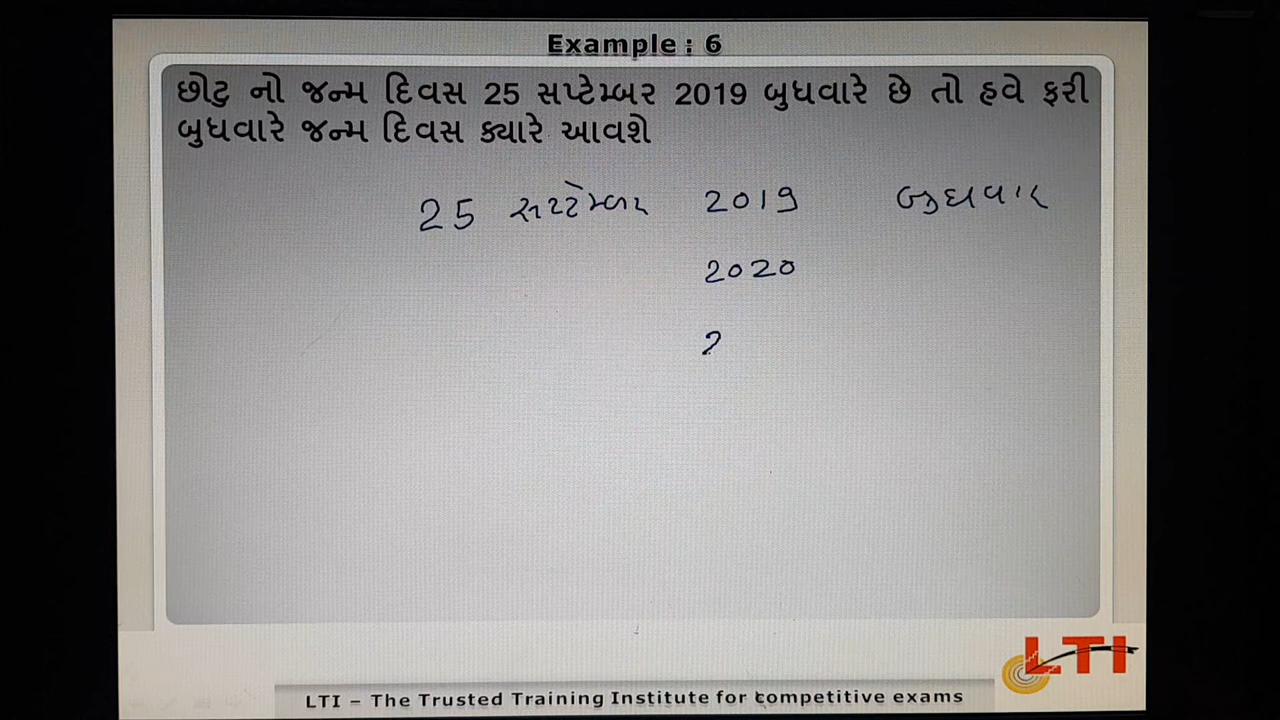 Example : 6
છોટુ નો જન્મ દિવસ 25 સપ્ટેમ્બર 2019 બુધવારે છે તો હવે ફરી
બુધવારે જન્મ દિવસ ક્યારે આવશે
25 સપ્ટેમ્બર 2019 બુધવાર
2020
2
LTI
LTI – The Trusted Training Institute for competitive exams